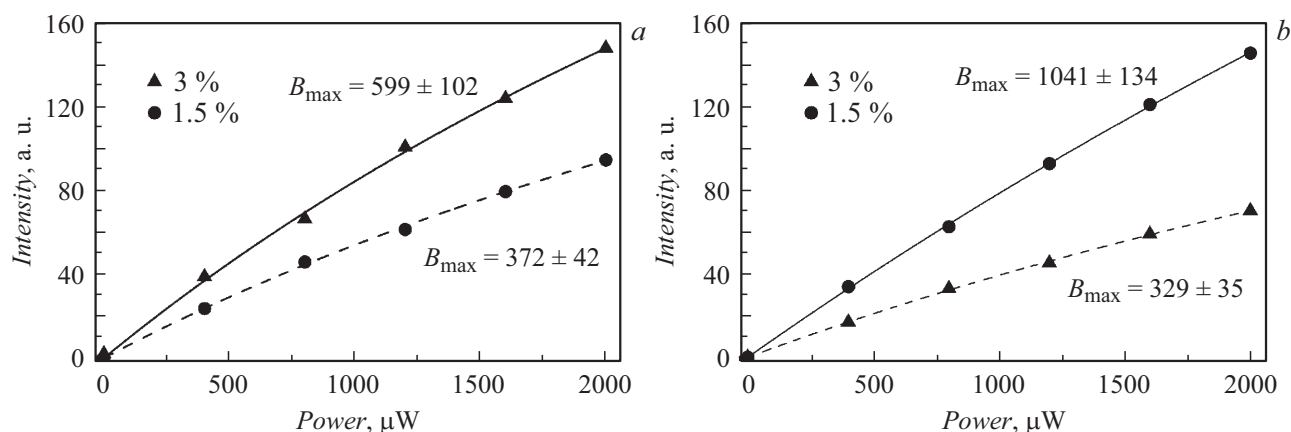 160
120
80
40
0
Intensity, a. u.
a
▲ 3 %
● 1.5 %
B_max = 599 ± 102
B_max = 372 ± 42
0 500 1000 1500 2000
Power, μW
160
120
80
40
0
Intensity, a. u.
b
▲ 3 %
● 1.5 %
B_max = 1041 ± 134
B_max = 329 ± 35
0 500 1000 1500 2000
Power, μW